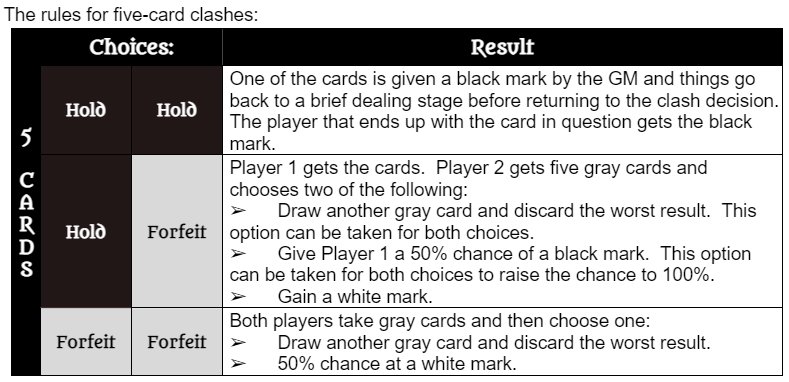 The rules for five-card clashes:
Choices: Result
5 CARDS
Hold Hold
One of the cards is given a black mark by the GM and things go
back to a brief dealing stage before returning to the clash decision.
The player that ends up with the card in question gets the black
mark.
Hold Forfeit
Player 1 gets the cards.  Player 2 gets five gray cards and
chooses two of the following:
➢ Draw another gray card and discard the worst result.  This
option can be taken for both choices.
➢ Give Player 1 a 50% chance of a black mark.  This option
can be taken for both choices to raise the chance to 100%.
➢ Gain a white mark.
Forfeit Forfeit
Both players take gray cards and then choose one:
➢ Draw another gray card and discard the worst result.
➢ 50% chance at a white mark.